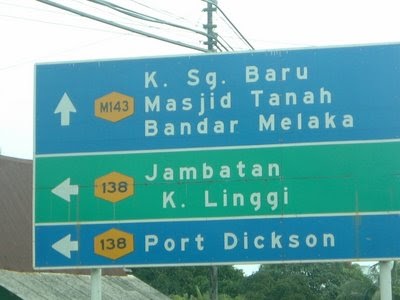 K. Sg. Baru
M143 Masjid Tanah
Bandar Melaka
138 Jambatan
K. Linggi
138 Port Dickson